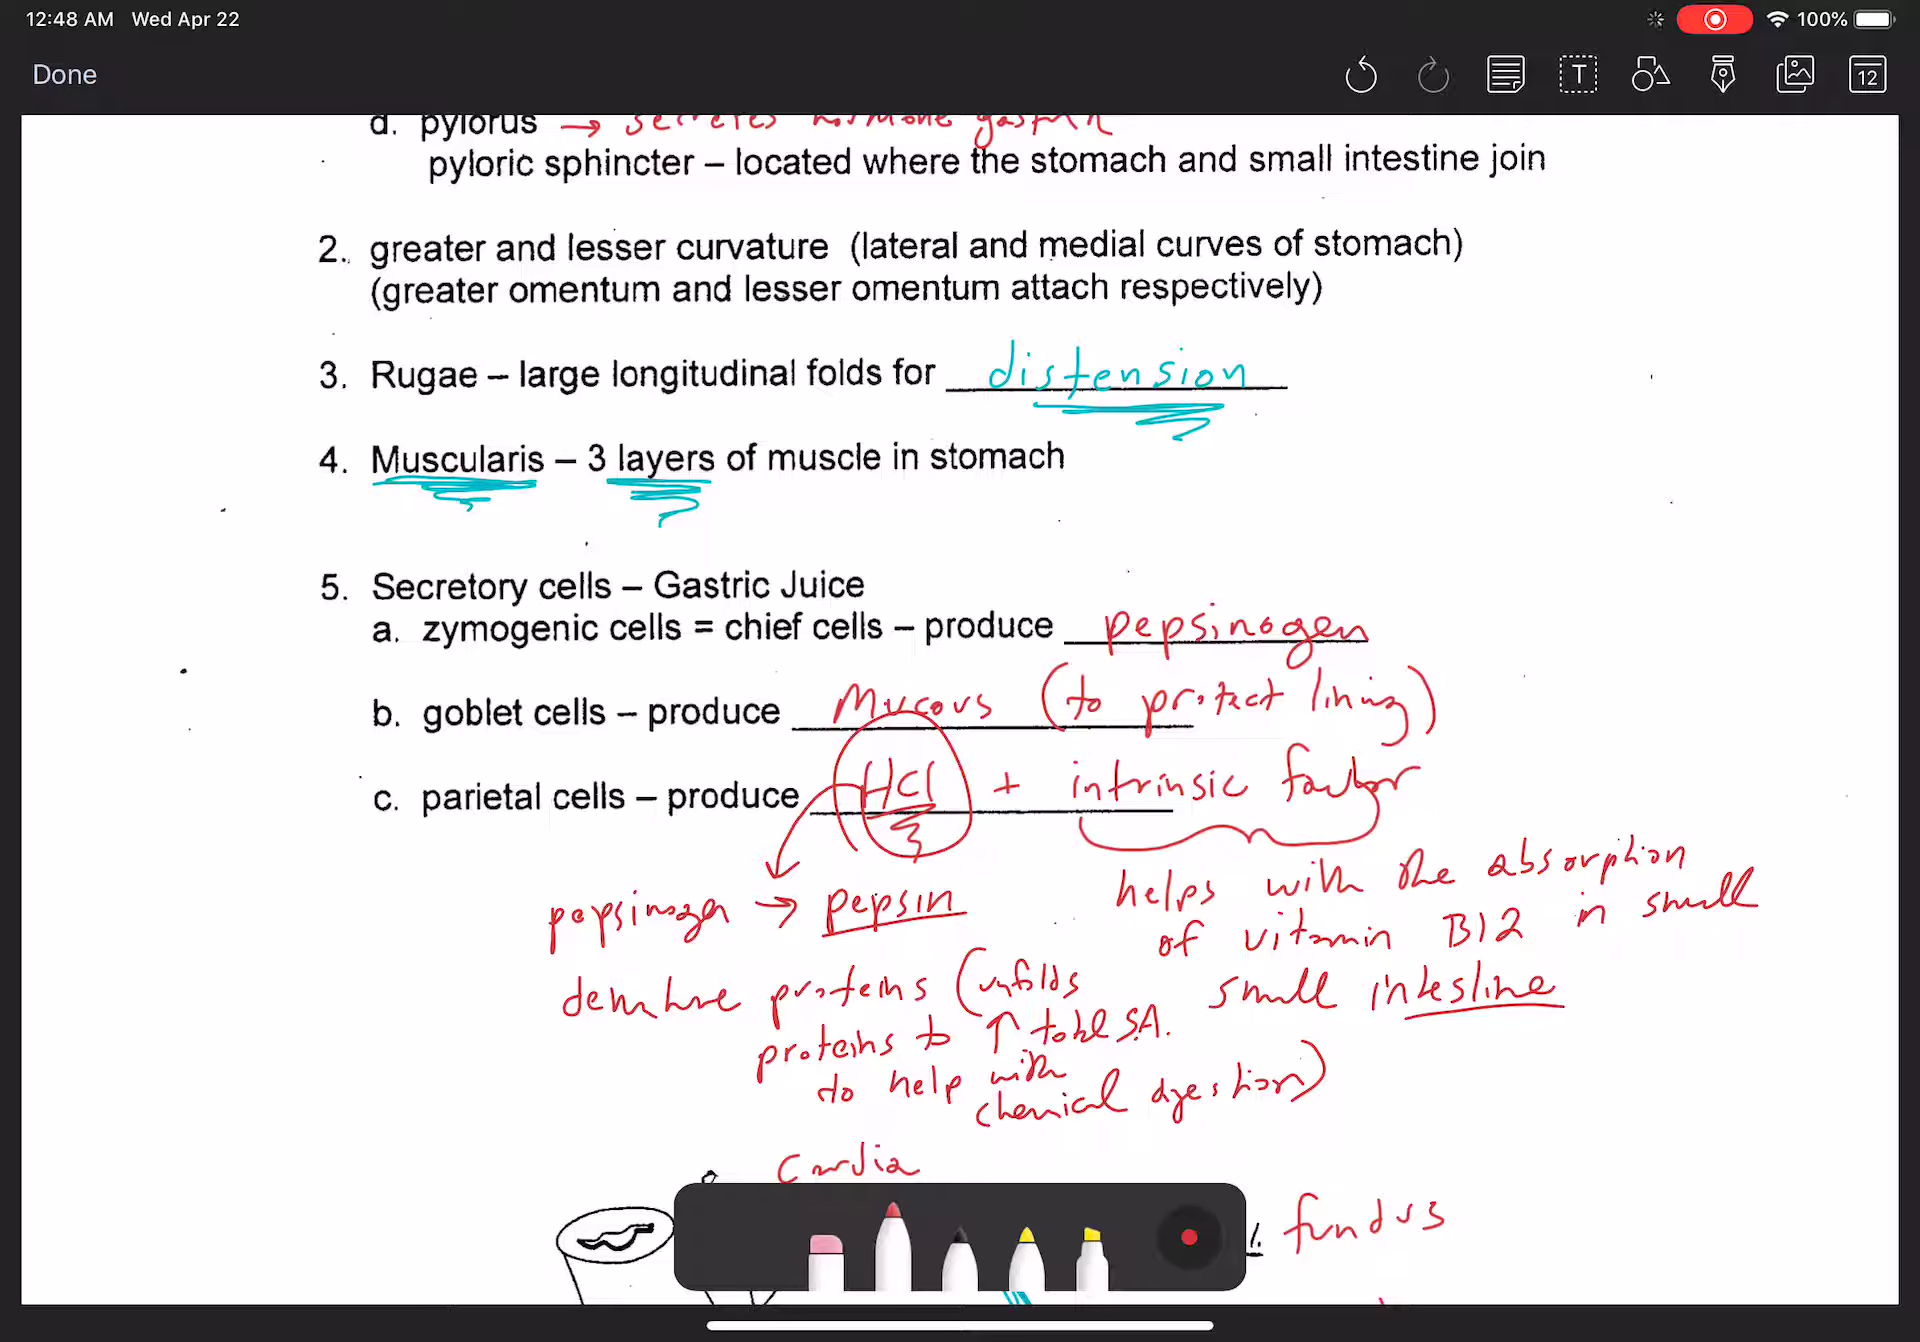 12:48 AM Wed Apr 22
100%
Done
T
12
d. pylorus → secretes hormone gastrin
pyloric sphincter – located where the stomach and small intestine join
2. greater and lesser curvature (lateral and medial curves of stomach)
(greater omentum and lesser omentum attach respectively)
3. Rugae – large longitudinal folds for distension
4. Muscularis – 3 layers of muscle in stomach
5. Secretory cells – Gastric Juice
a. zymogenic cells = chief cells – produce pepsinogen
b. goblet cells – produce Mucous (to protect lining)
c. parietal cells – produce HCl + intrinsic factor
pepsinogen → pepsin
denature proteins (unfolds
proteins to ↑ total S.A.
to help with
chemical digestion)
helps with the absorption
of vitamin B12 in small
small intestine
Cardia
fundus